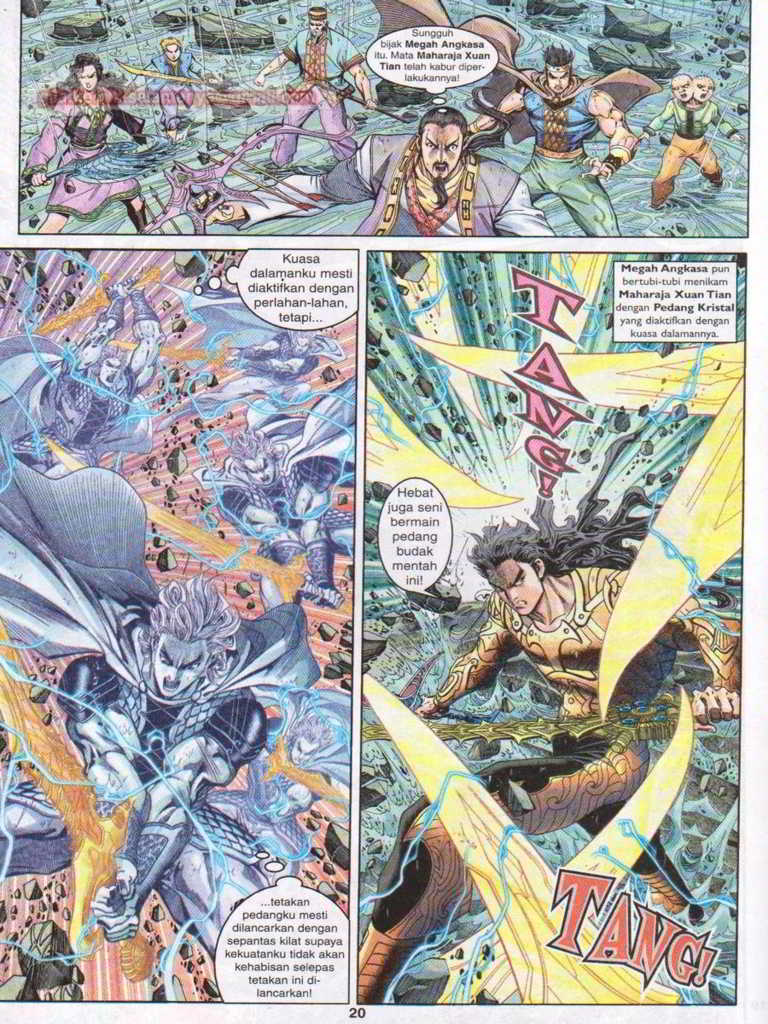 Sungguh
bijak Megah Angkasa
itu. Mata Maharaja Xuan
Tian telah kabur diper-
lakukannya!
Kuasa
dalamanku mesti
diaktifkan dengan
perlahan-lahan,
tetapi...
...tetakan
pedangku mesti
dilancarkan dengan
sepantas kilat supaya
kekuatanku tidak akan
kehabisan selepas
tetakan ini di-
lancarkan!
Megah Angkasa pun
bertubi-tubi menikam
Maharaja Xuan Tian
dengan Pedang Kristal
yang diaktifkan dengan
kuasa dalamannya.
TANG!
Hebat
juga seni
bermain
pedang
budak
mentah
ini!
TANG!
20